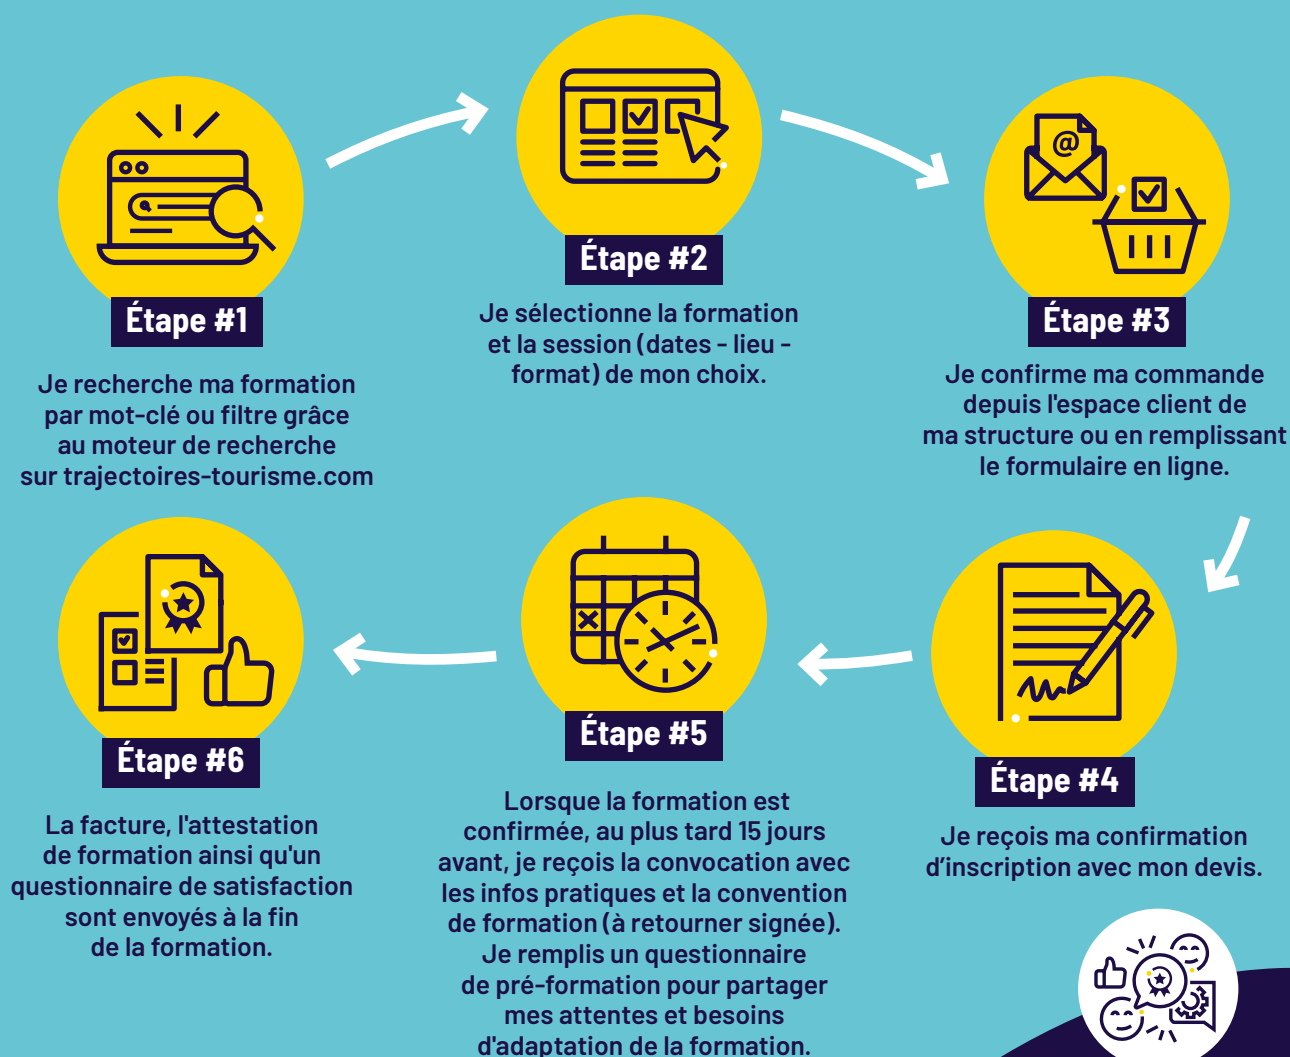 Étape #1
Je recherche ma formation
par mot-clé ou filtre grâce
au moteur de recherche
sur trajectoires-tourisme.com
Étape #2
Je sélectionne la formation
et la session (dates - lieu -
format) de mon choix.
@
Étape #3
Je confirme ma commande
depuis l'espace client de
ma structure ou en remplissant
le formulaire en ligne.
Étape #4
Je reçois ma confirmation
d’inscription avec mon devis.
Étape #5
Lorsque la formation est
confirmée, au plus tard 15 jours
avant, je reçois la convocation avec
les infos pratiques et la convention
de formation (à retourner signée).
Je remplis un questionnaire
de pré-formation pour partager
mes attentes et besoins
d'adaptation de la formation.
Étape #6
La facture, l'attestation
de formation ainsi qu'un
questionnaire de satisfaction
sont envoyés à la fin
de la formation.